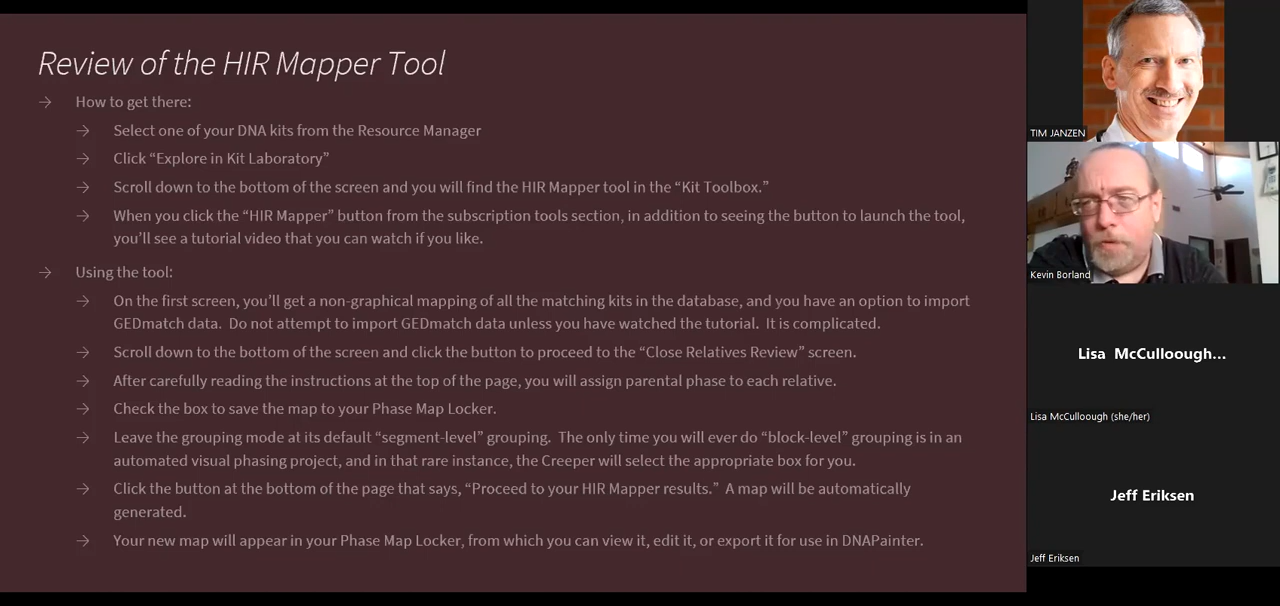 Review of the HIR Mapper Tool
→ How to get there:
→ Select one of your DNA kits from the Resource Manager
→ Click “Explore in Kit Laboratory”
→ Scroll down to the bottom of the screen and you will find the HIR Mapper tool in the “Kit Toolbox.”
→ When you click the “HIR Mapper” button from the subscription tools section, in addition to seeing the button to launch the tool,
you’ll see a tutorial video that you can watch if you like.
→ Using the tool:
→ On the first screen, you’ll get a non-graphical mapping of all the matching kits in the database, and you have an option to import
GEDmatch data. Do not attempt to import GEDmatch data unless you have watched the tutorial. It is complicated.
→ Scroll down to the bottom of the screen and click the button to proceed to the “Close Relatives Review” screen.
→ After carefully reading the instructions at the top of the page, you will assign parental phase to each relative.
→ Check the box to save the map to your Phase Map Locker.
→ Leave the grouping mode at its default “segment-level” grouping. The only time you will ever do “block-level” grouping is in an
automated visual phasing project, and in that rare instance, the Creeper will select the appropriate box for you.
→ Click the button at the bottom of the page that says, “Proceed to your HIR Mapper results.” A map will be automatically
generated.
→ Your new map will appear in your Phase Map Locker, from which you can view it, edit it, or export it for use in DNAPainter.
TIM JANZEN
Kevin Borland
Lisa McCulloough...
Lisa McCulloough (she/her)
Jeff Eriksen
Jeff Eriksen